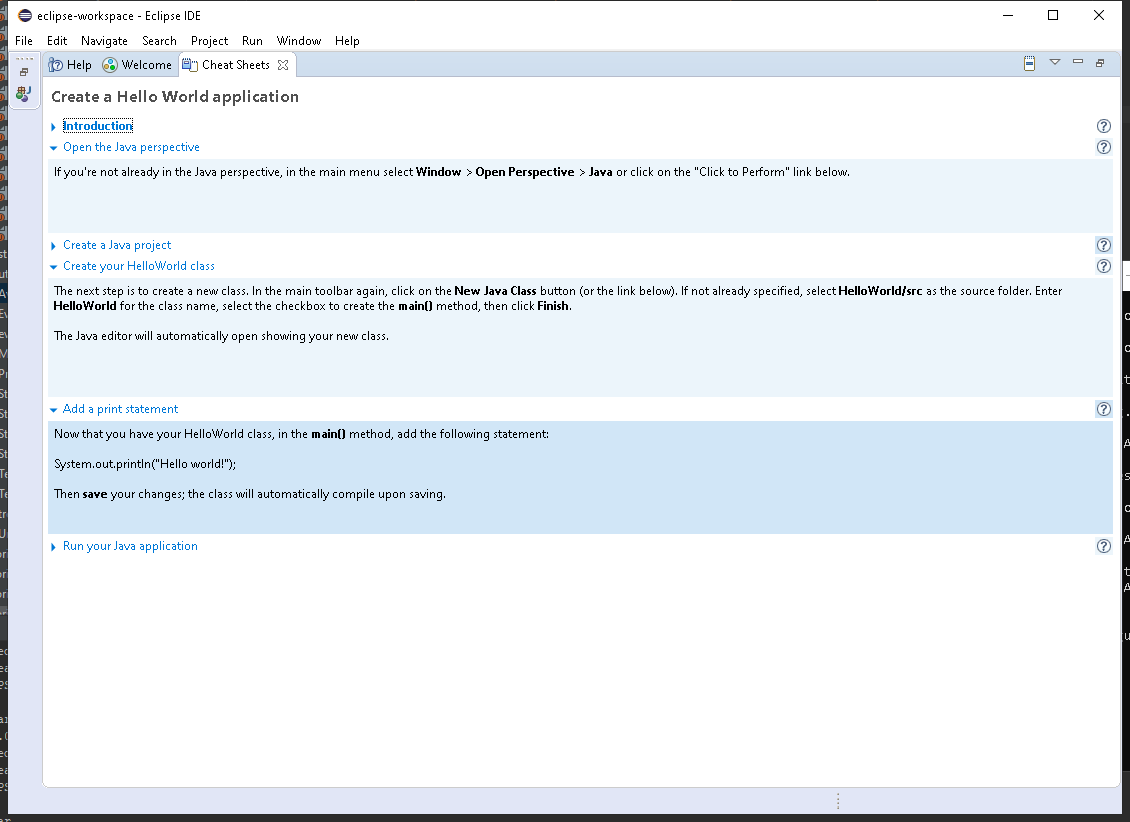 eclipse-workspace - Eclipse IDE
File Edit Navigate Search Project Run Window Help
Help Welcome Cheat Sheets
Create a Hello World application
Introduction
Open the Java perspective
If you're not already in the Java perspective, in the main menu select Window > Open Perspective > Java or click on the "Click to Perform" link below.
Create a Java project
Create your HelloWorld class
The next step is to create a new class. In the main toolbar again, click on the New Java Class button (or the link below). If not already specified, select HelloWorld/src as the source folder. Enter
HelloWorld for the class name, select the checkbox to create the main() method, then click Finish.
The Java editor will automatically open showing your new class.
Add a print statement
Now that you have your HelloWorld class, in the main() method, add the following statement:
System.out.println("Hello world!");
Then save your changes; the class will automatically compile upon saving.
Run your Java application